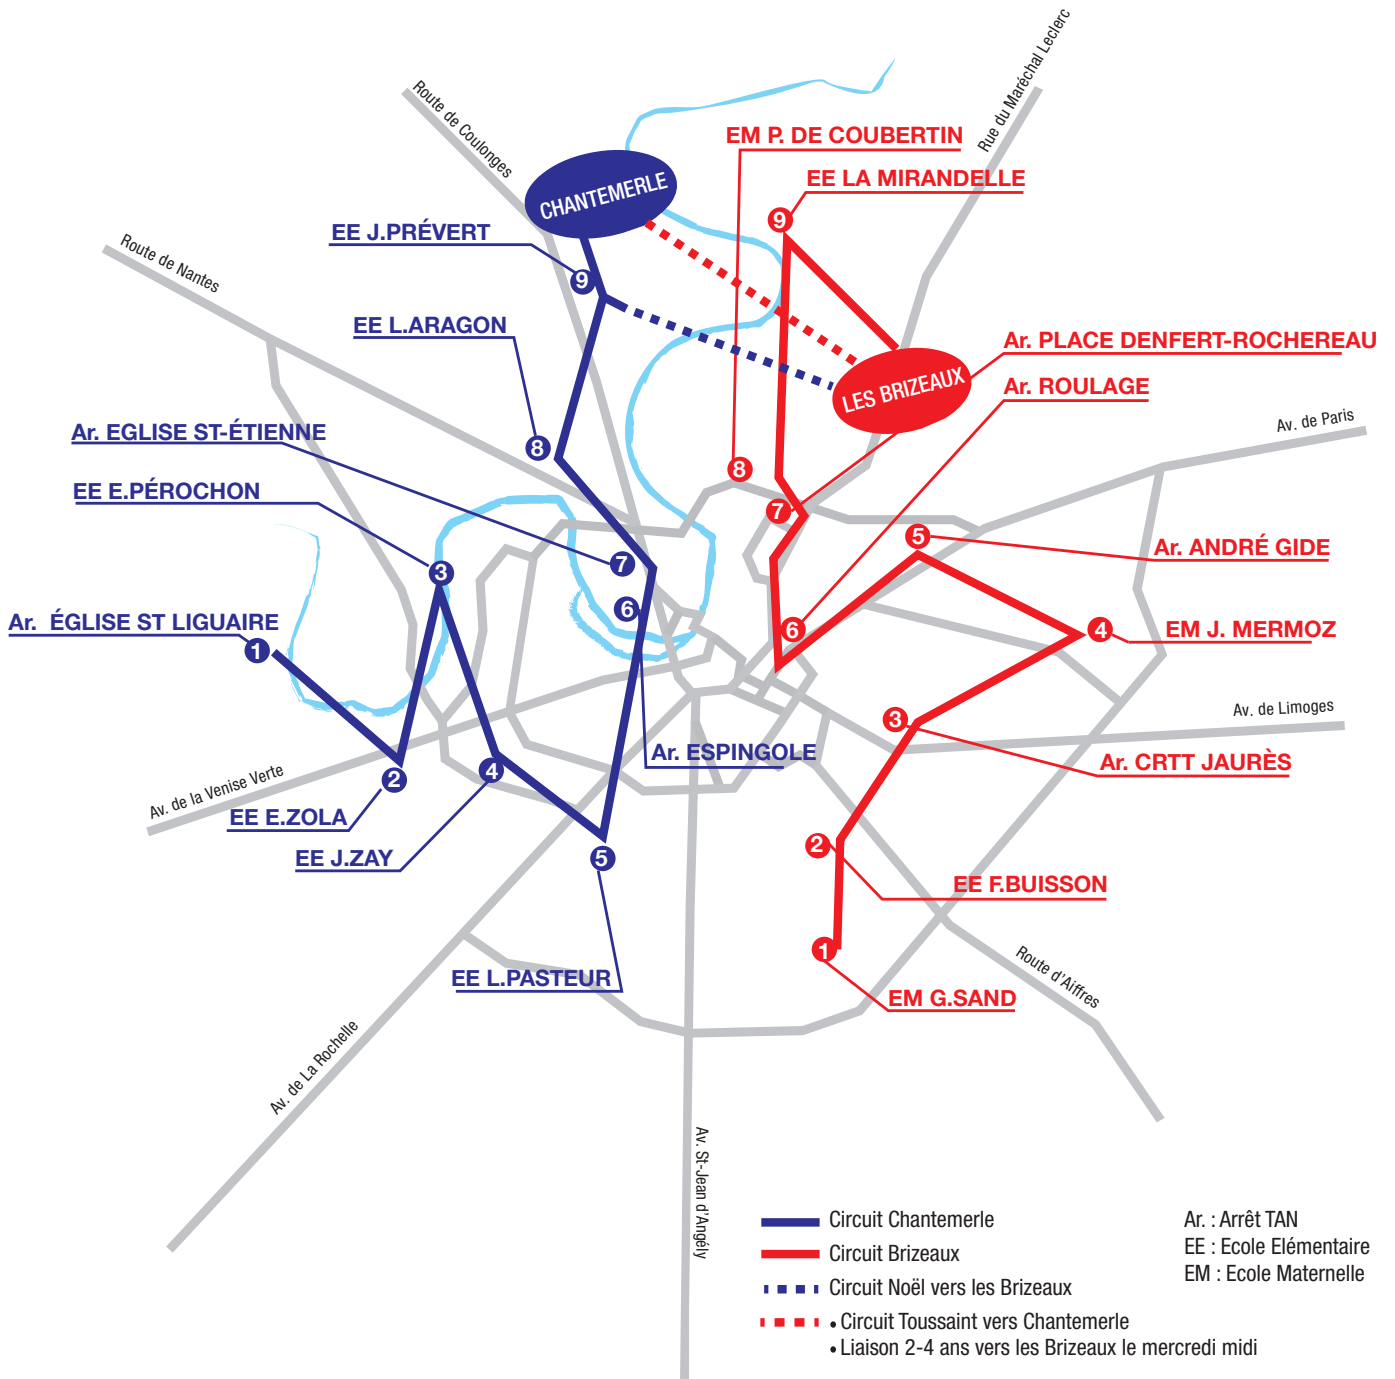 Rue du Maréchal Leclerc
Route de Coulonges
EM P. DE COUBERTIN
EE LA MIRANDELLE
CHANTEMERLE
9
EE J.PRÉVERT
Route de Nantes
9
EE L.ARAGON
Ar. PLACE DENFERT-ROCHEREAU
LES BRIZEAUX
Ar. ROULAGE
Av. de Paris
Ar. EGLISE ST-ÉTIENNE
8
8
EE E.PÉROCHON
7
5
Ar. ANDRÉ GIDE
7
3
6
Ar. ÉGLISE ST LIGUAIRE
1
6
4
EM J. MERMOZ
3
Av. de Limoges
Ar. ESPINGOLE
Ar. CRTT JAURÈS
4
2
Av. de la Venise Verte
EE E.ZOLA
2
EE J.ZAY
5
EE F.BUISSON
1
EE L.PASTEUR
EM G.SAND
Route d'Aiffres
Av. de La Rochelle
Av. St-Jean d'Angély
Circuit Chantemerle
Circuit Brizeaux
Circuit Noël vers les Brizeaux
• Circuit Toussaint vers Chantemerle
• Liaison 2-4 ans vers les Brizeaux le mercredi midi
Ar. : Arrêt TAN
EE : Ecole Elémentaire
EM : Ecole Maternelle